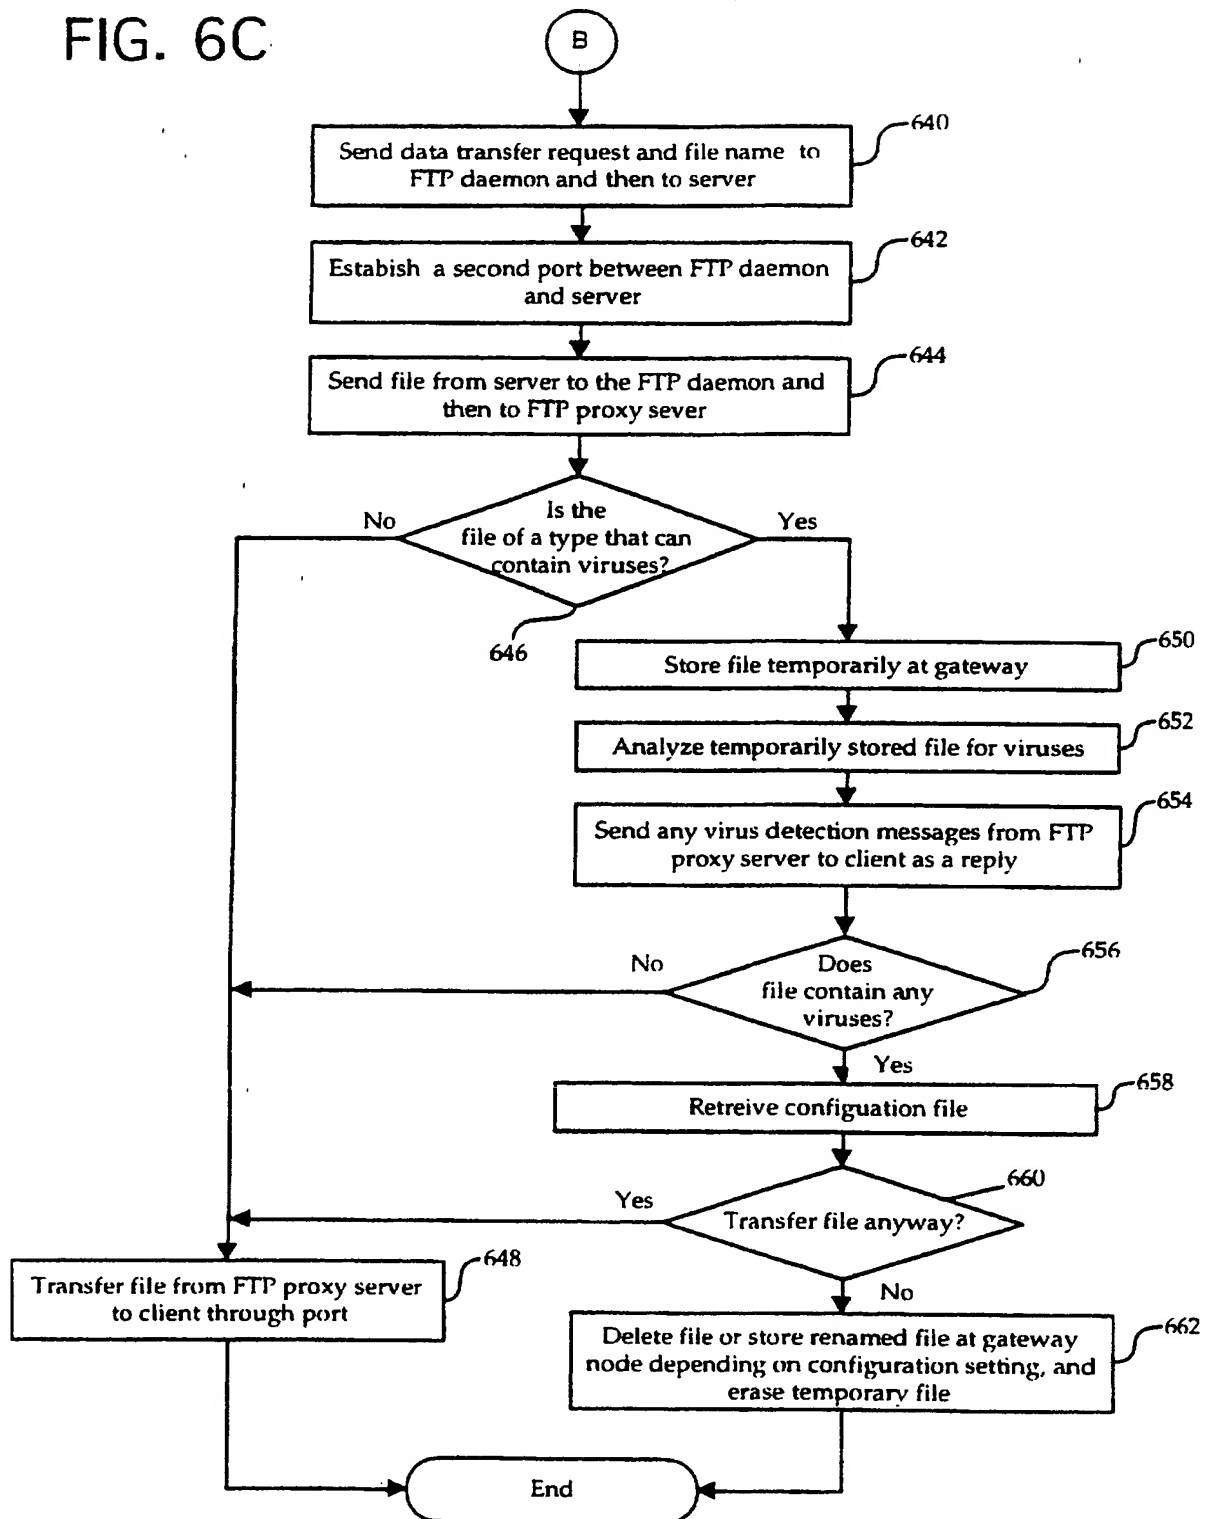 FIG. 6C
B
640
Send data transfer request and file name to
FTP daemon and then to server
642
Estabish a second port between FTP daemon
and server
644
Send file from server to the FTP daemon and
then to FTP proxy sever
No
Is the
file of a type that can
contain viruses?
Yes
646
650
Store file temporarily at gateway
652
Analyze temporarily stored file for viruses
654
Send any virus detection messages from FTP
proxy server to client as a reply
656
No
Does
file contain any
viruses?
Yes
658
Retreive configuation file
660
Yes
Transfer file anyway?
No
648
Transfer file from FTP proxy server
to client through port
662
Delete file or store renamed file at gateway
node depending on configuration setting, and
erase temporary file
End